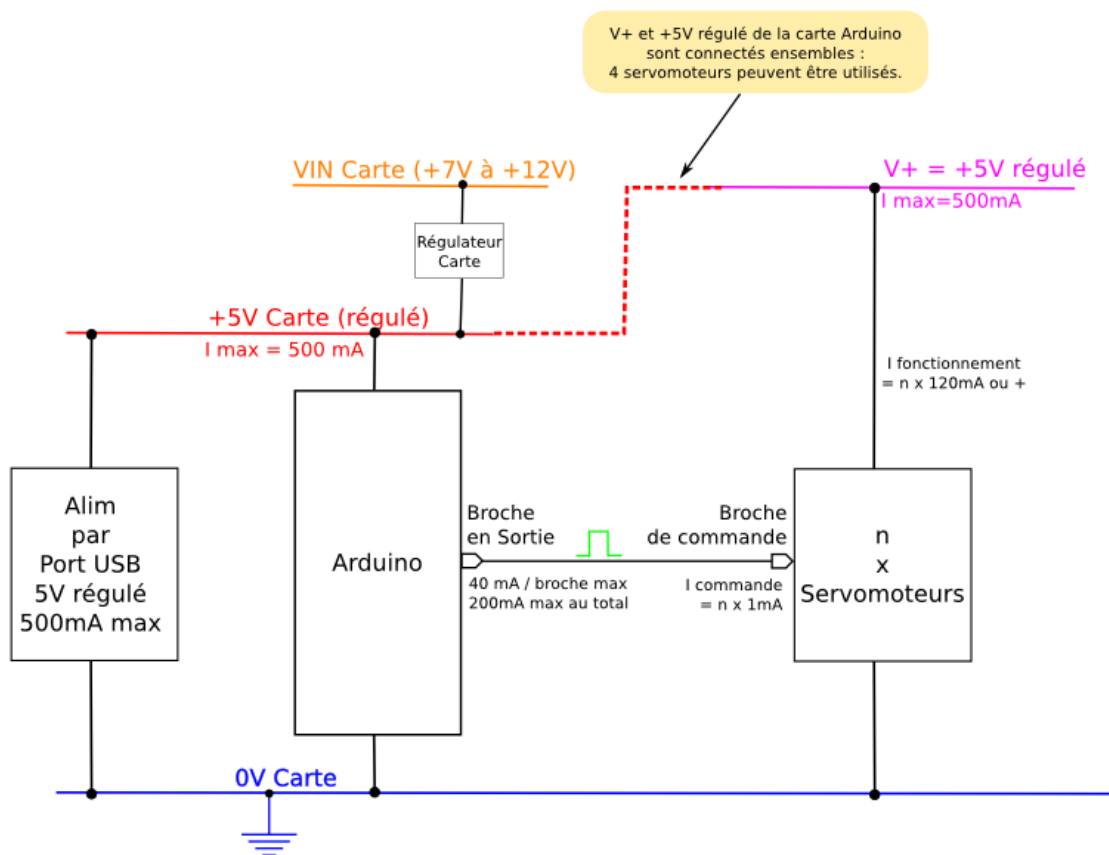 V+ et +5V régulé de la carte Arduino
sont connectés ensembles :
4 servomoteurs peuvent être utilisés.
VIN Carte (+7V à +12V)
V+ = +5V régulé
I max=500mA
Régulateur
Carte
+5V Carte (régulé)
I max = 500 mA
I fonctionnement
= n x 120mA ou +
Alim
par
Port USB
5V régulé
500mA max
Arduino
Broche
en Sortie
40 mA / broche max
200mA max au total
Broche
de commande
I commande
= n x 1mA
n
x
Servomoteurs
0V Carte